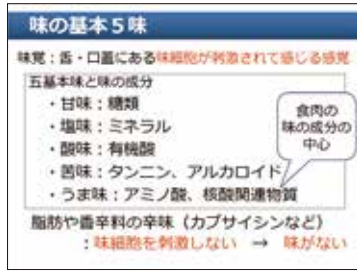 味の基本5味
味覚：舌・口蓋にある味細胞が刺激されて感じる感覚
五基本味と味の成分
・甘味：糖類
・塩味：ミネラル
・酸味：有機酸
・苦味：タンニン、アルカロイド
・うま味：アミノ酸、核酸関連物質
食肉の
味の成分の
中心
脂肪や香辛料の辛味（カプサイシンなど）
：味細胞を刺激しない → 味がない